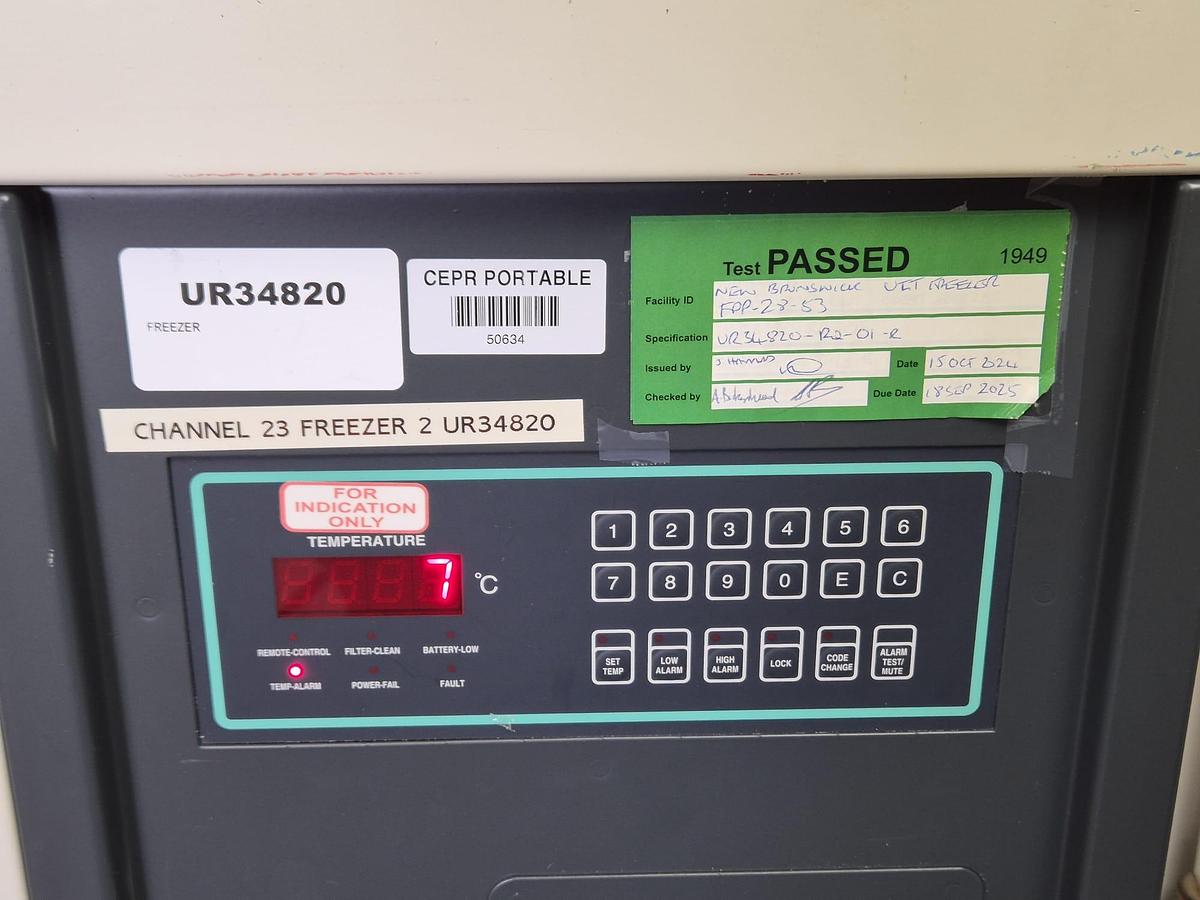 UR34820
FREEZER
CEPR PORTABLE
50634
CHANNEL 23 FREEZER 2 UR34820
Test PASSED 1949
Facility ID NEW BRUNSWICK FREEZER
FDP-28-53
Specification UR34820-R2-01-R
Issued by Date 15 OCT 2024
Checked by Due Date 18 SEP 2025
FOR
INDICATION
ONLY
TEMPERATURE
7 °C
REMOTE-CONTROL FILTER-CLEAN BATTERY-LOW
TEMP-ALARM POWER-FAIL FAULT
1 2 3 4 5 6
7 8 9 0 E C
SET TEMP
LOW ALARM
HIGH ALARM
LOCK
CODE CHANGE
ALARM TEST/ MUTE